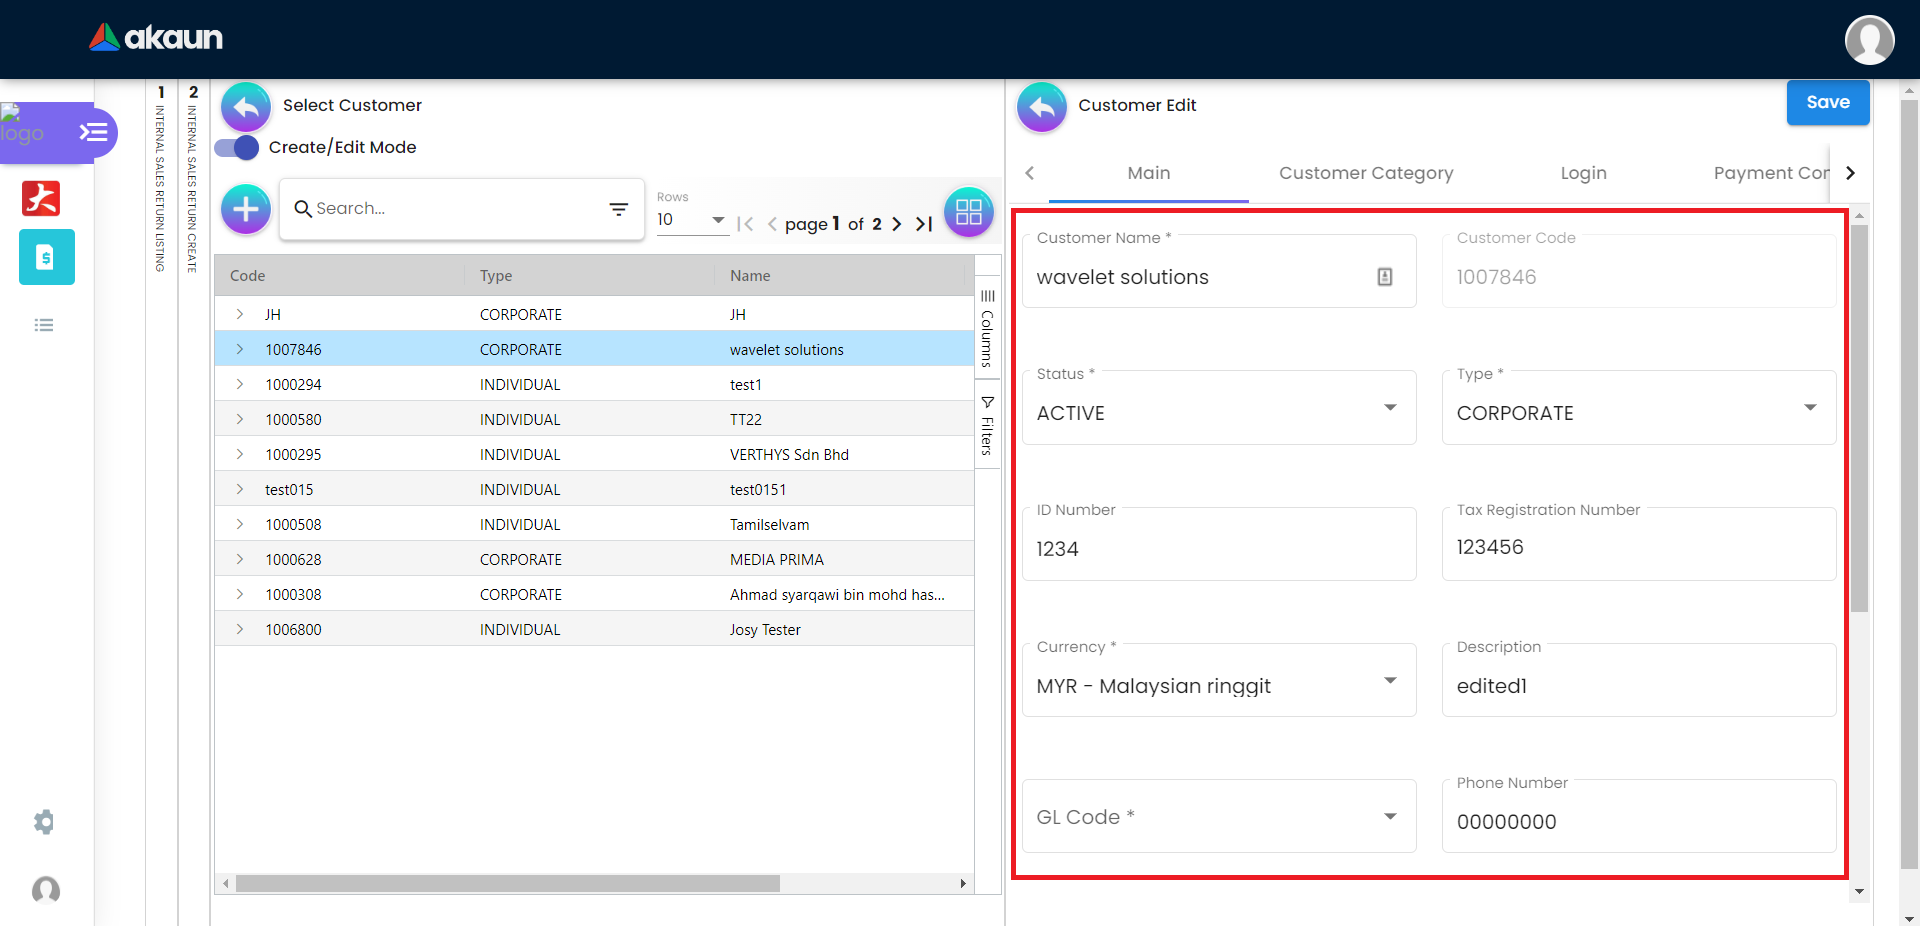 akaun
logo
1
INTERNAL SALES RETURN LISTING
2
INTERNAL SALES RETURN CREATE
Select Customer
Create/Edit Mode
Search...
Rows
10
page 1 of 2
Code Type Name
JH CORPORATE JH
1007846 CORPORATE wavelet solutions
1000294 INDIVIDUAL test1
1000580 INDIVIDUAL TT22
1000295 INDIVIDUAL VERTHYS Sdn Bhd
test015 INDIVIDUAL test0151
1000508 INDIVIDUAL Tamilselvam
1000628 CORPORATE MEDIA PRIMA
1000308 CORPORATE Ahmad syarqawi bin mohd has...
1006800 INDIVIDUAL Josy Tester
Columns
Filters
Customer Edit
Save
Main Customer Category Login Payment Con
Customer Name *
wavelet solutions
Customer Code
1007846
Status *
ACTIVE
Type *
CORPORATE
ID Number
1234
Tax Registration Number
123456
Currency *
MYR - Malaysian ringgit
Description
edited1
GL Code *
Phone Number
00000000